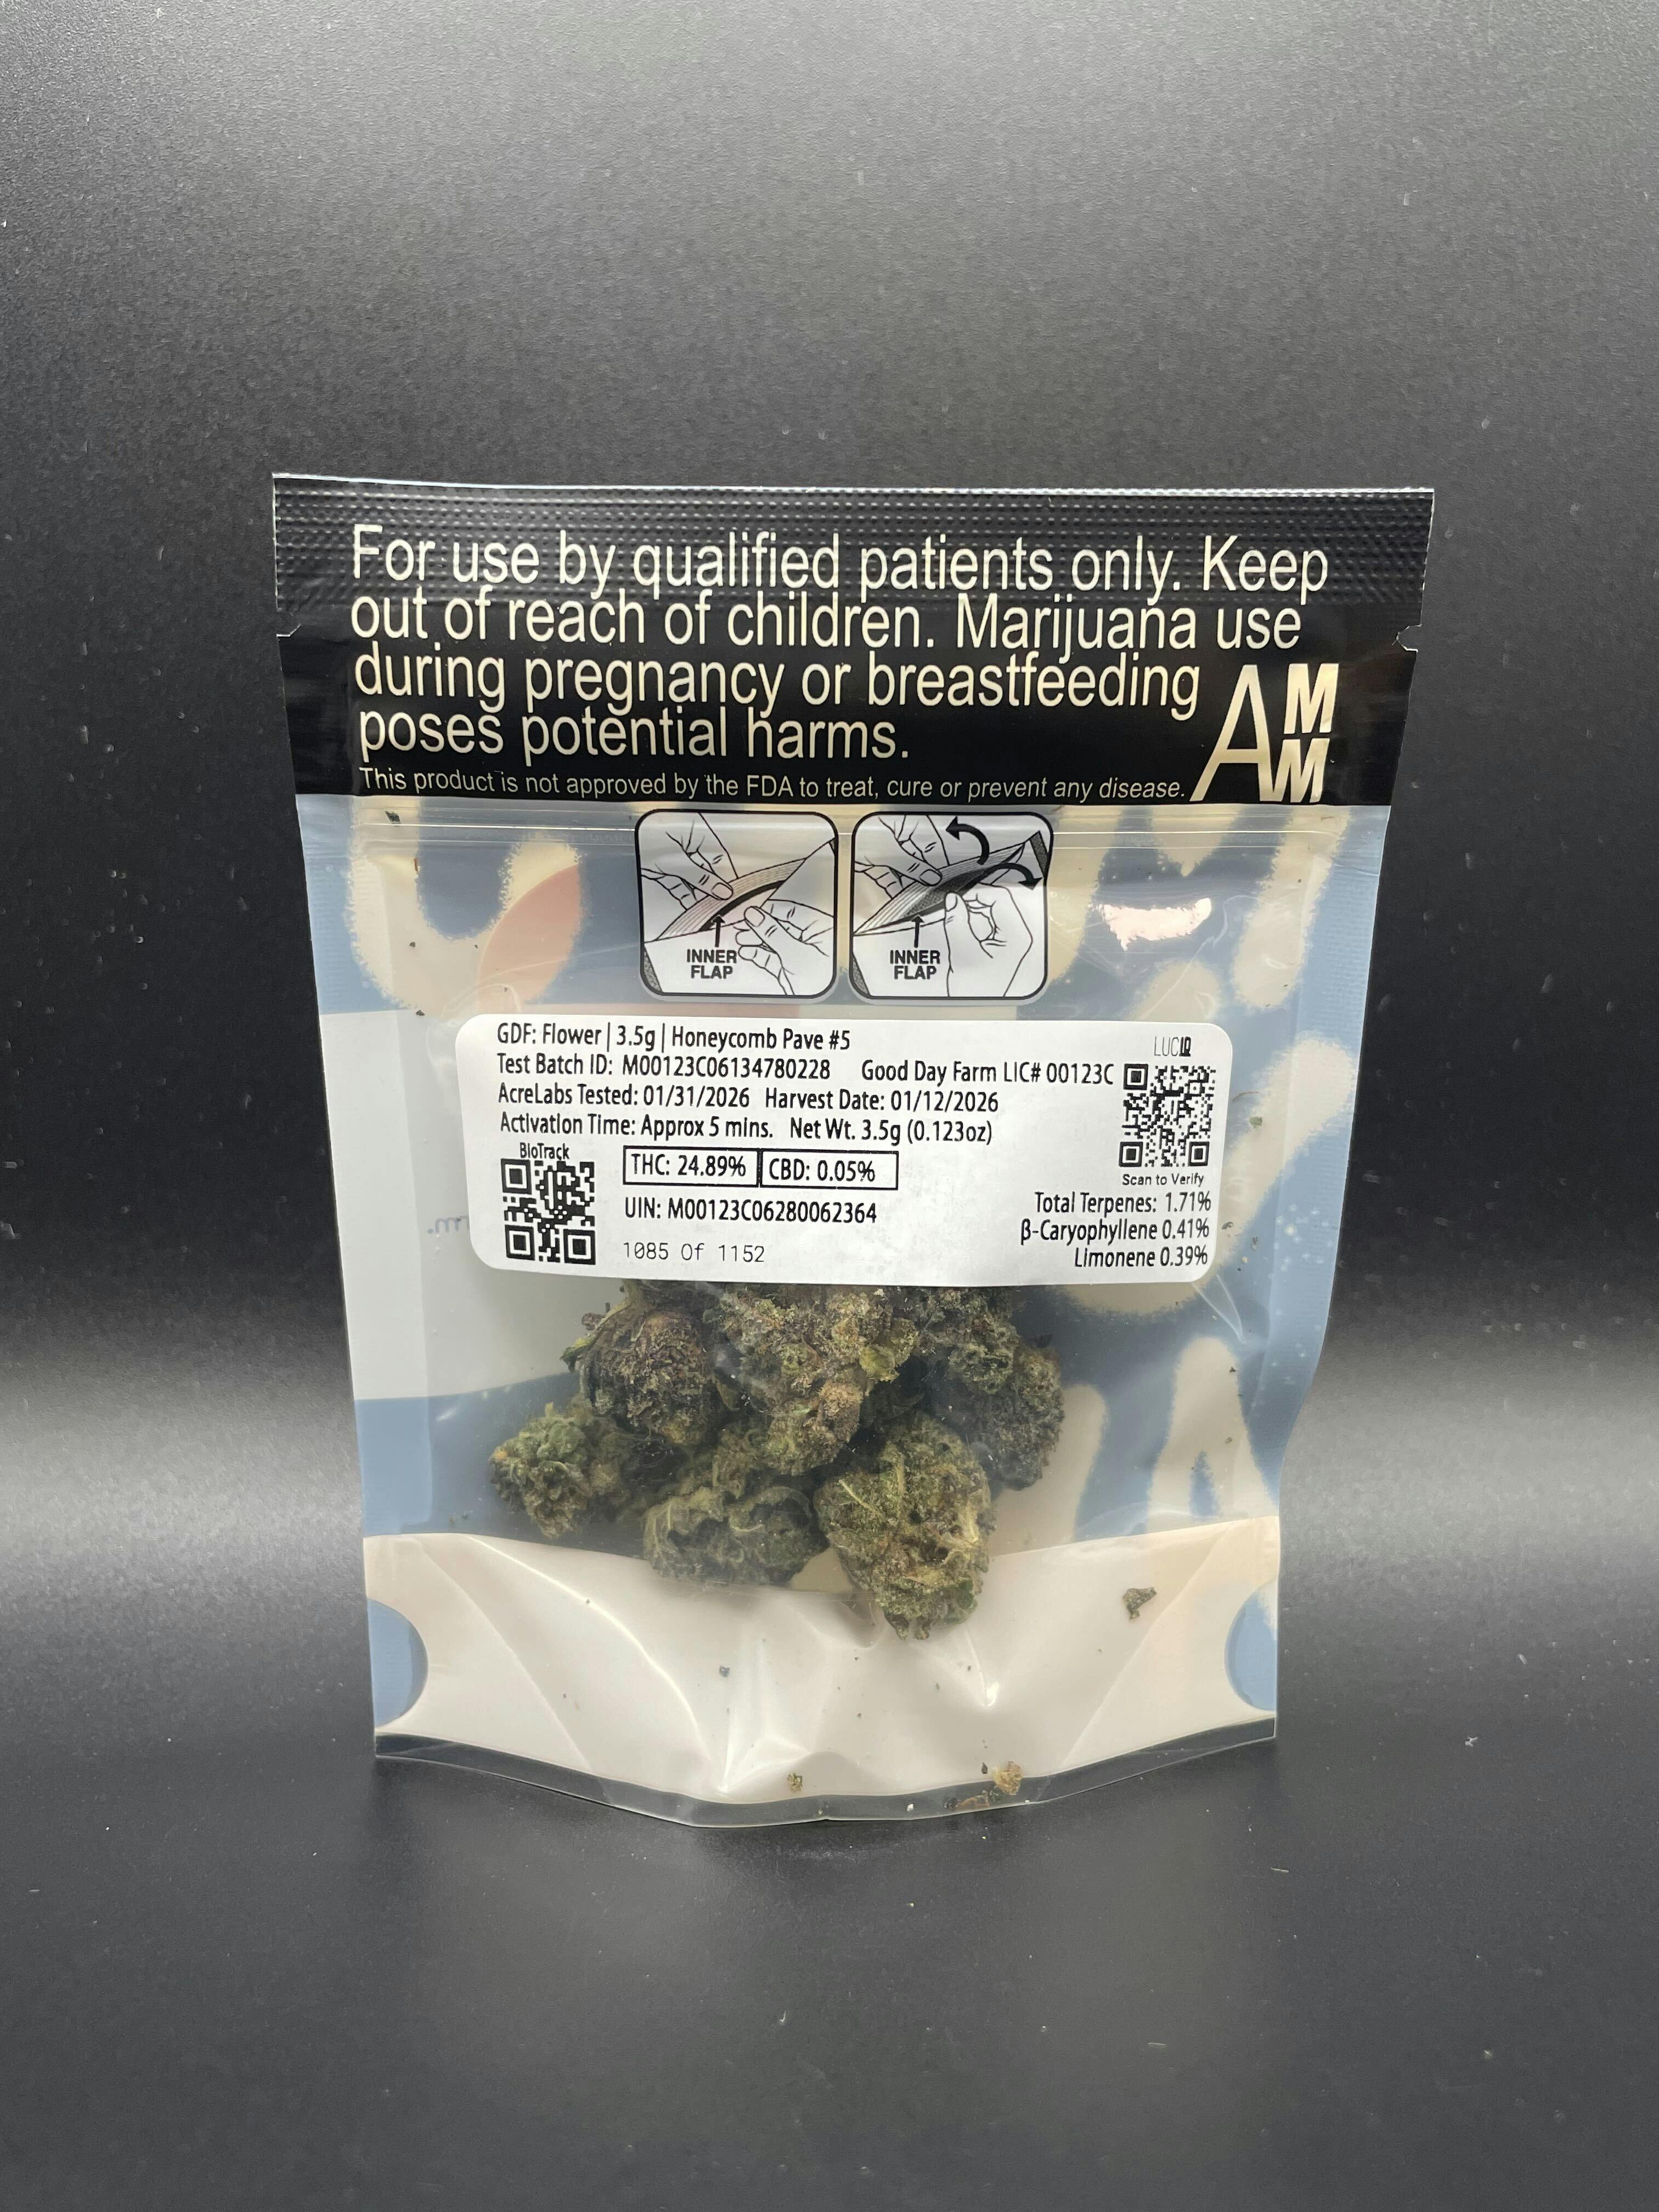 For use by qualified patients only. Keep
out of reach of children. Marijuana use
during pregnancy or breastfeeding
poses potential harms.
AMM
This product is not approved by the FDA to treat, cure or prevent any disease.
INNER
FLAP
INNER
FLAP
GDF: Flower | 3.5g | Honeycomb Pave #5
LUCID
Test Batch ID: M00123C06134780228 Good Day Farm LIC# 00123C
AcreLabs Tested: 01/31/2026 Harvest Date: 01/12/2026
Activation Time: Approx 5 mins. Net Wt. 3.5g (0.123oz)
BioTrack
THC: 24.89% CBD: 0.05%
Scan to Verify
Total Terpenes: 1.71%
UIN: M00123C06280062364
β-Caryophyllene 0.41%
1085 Of 1152
Limonene 0.39%